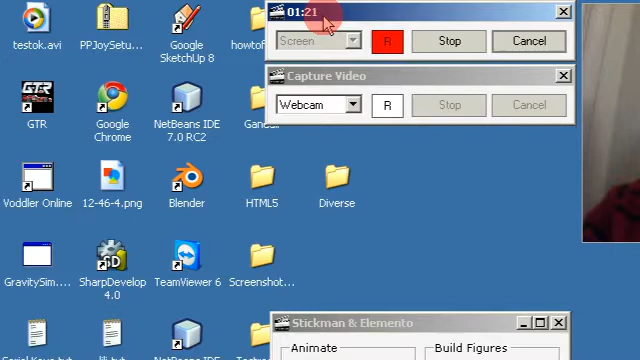 01:21
Screen
R
Stop
Cancel
Capture Video
Webcam
R
Stop
Cancel
testok.avi
PPJoySetu...
Google
SketchUp 8
howtof
GTR
Google
Chrome
NetBeans IDE
7.0 RC2
Voddler Online
12-46-4.png
Blender
HTML5
Diverse
GravitySim....
SharpDevelop
4.0
TeamViewer 6
Screenshot...
Stickman & Elemento
Animate
Build Figures
NetBeans IDE